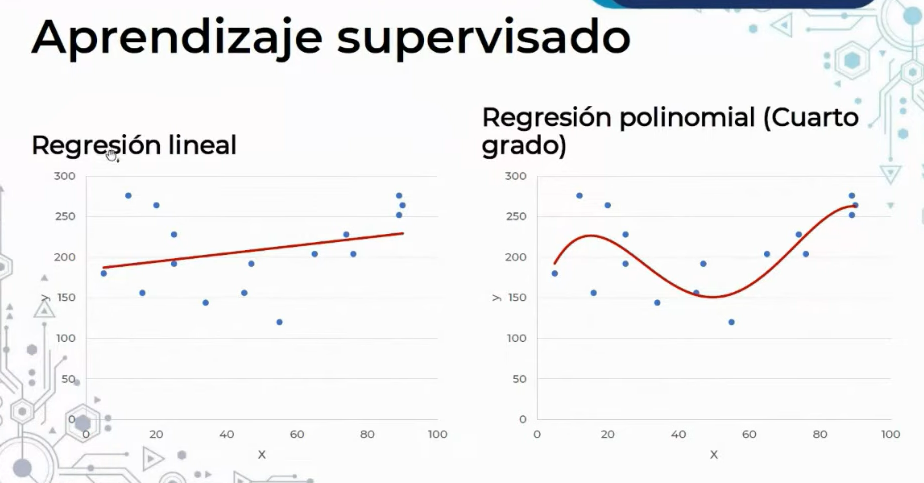 Aprendizaje supervisado
Regresión lineal
300
250
200
150
100
50
0
y
0 20 40 60 80 100
X
Regresión polinomial (Cuarto
grado)
300
250
200
150
100
50
0
y
0 20 40 60 80 100
X